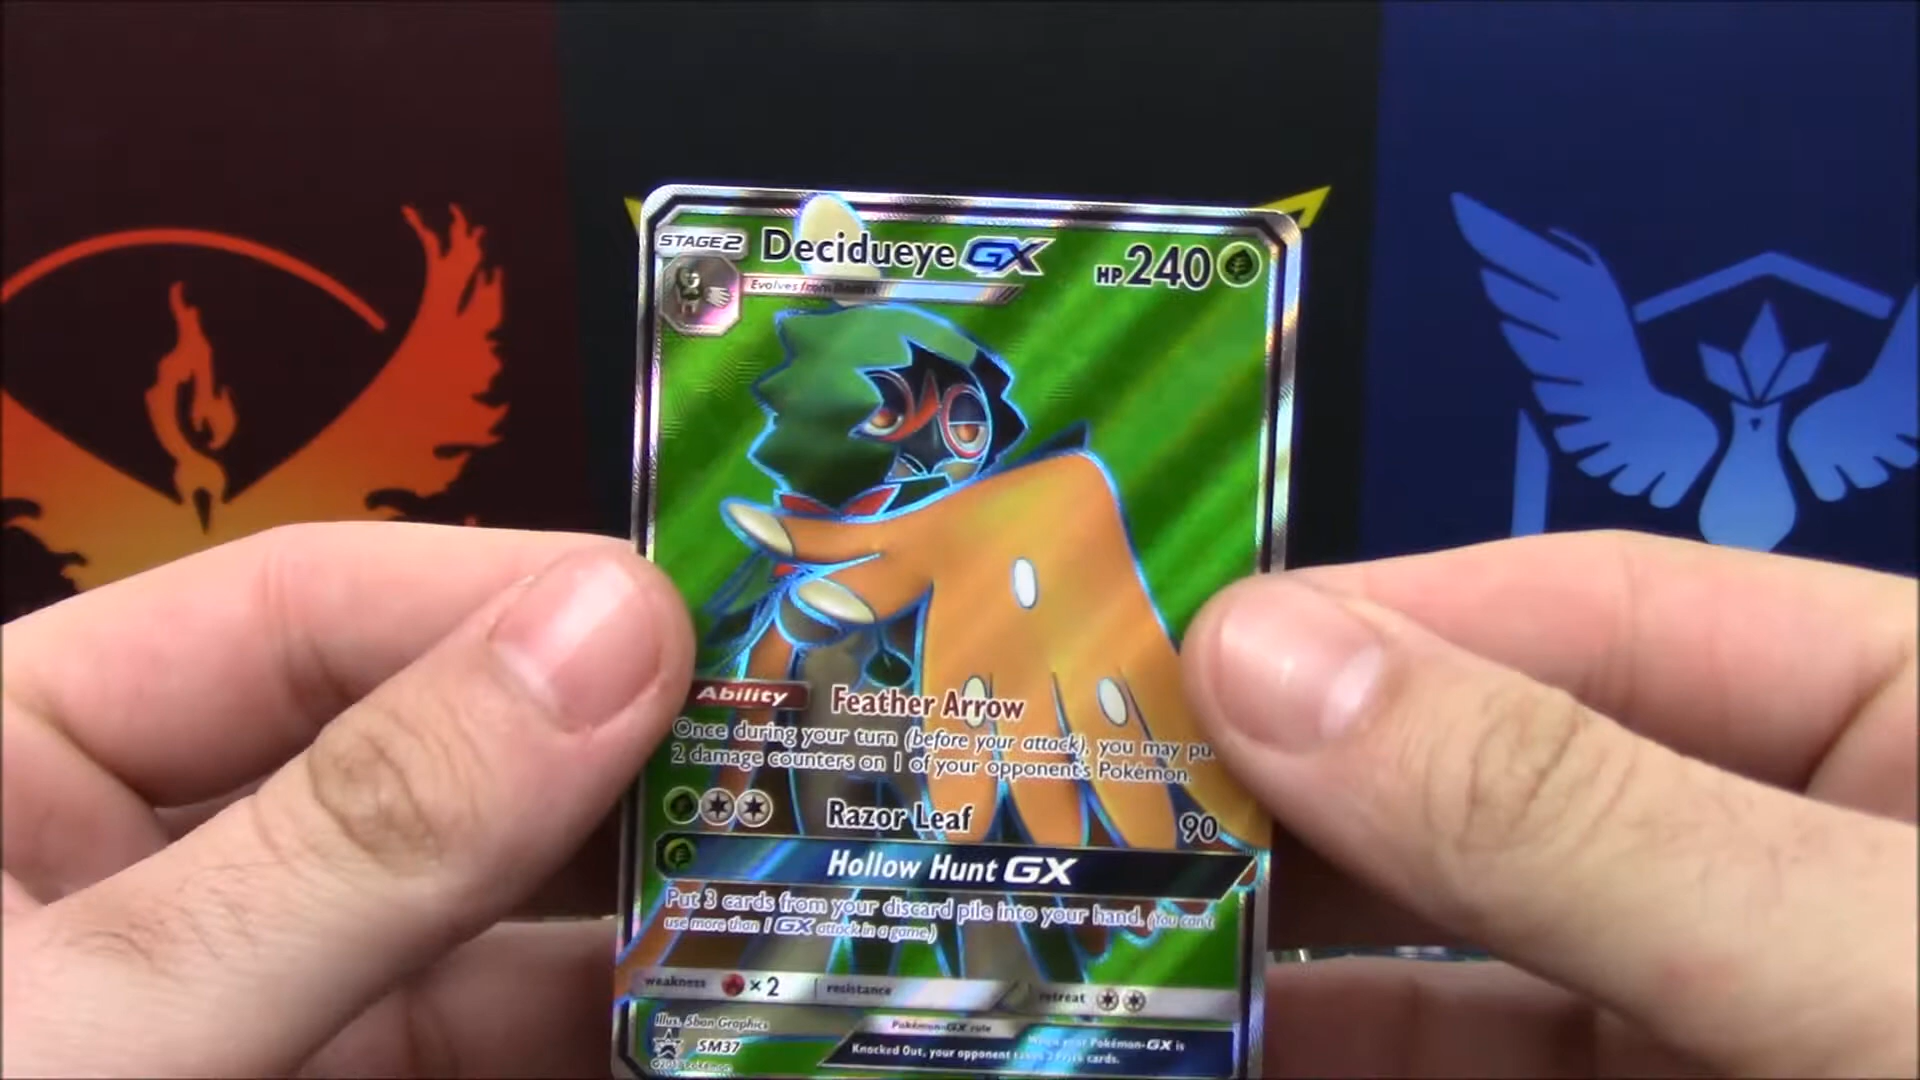 STAGE2 Decidueye GX HP240
Evolves from
Ability Feather Arrow
Once during your turn (before your attack), you may
2 damage counters on 1 of your opponent's Pokémon.
Razor Leaf 90
Hollow Hunt GX
Put 3 cards from your discard pile into your hand. (You can't
use more than 1 GX attack in a game.)
weakness ×2 resistance retreat
Illus. 5ban Graphics
Pokémon-GX rule
When your Pokémon-GX is
Knocked Out, your opponent takes 2 Prize cards.
SM37
Pokémon